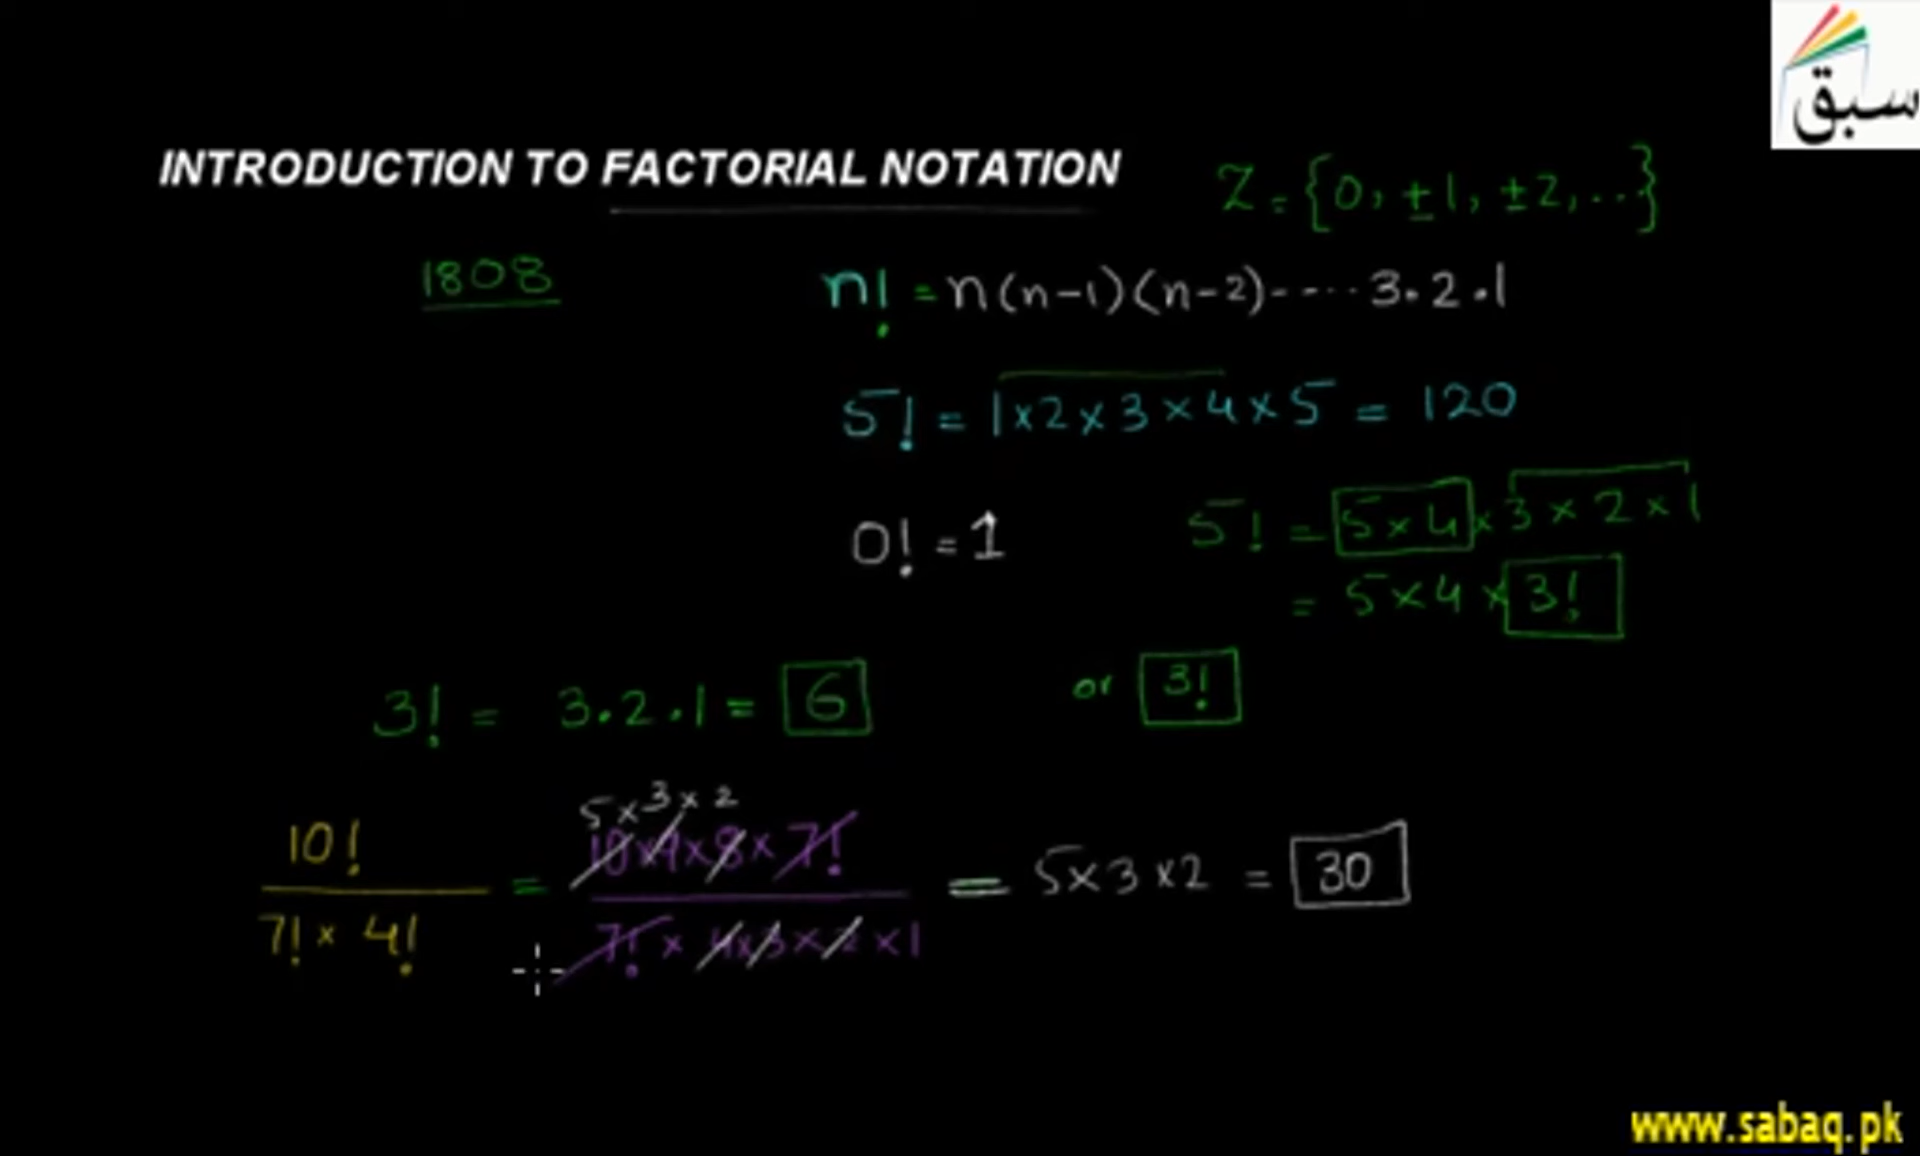 سبق
INTRODUCTION TO FACTORIAL NOTATION
Z = {0, ±1, ±2, ...}
1808
n! = n(n-1)(n-2)----3.2.1
5! = 1×2×3×4×5 = 120
0! = 1
5! = 5×4×3×2×1
= 5×4×3!
3! = 3.2.1 = 6
or 3!
5×3×2
10! = 10×9×8×7! = 5×3×2 = 30
7!×4! 7!×4×3×2×1
www.sabaq.pk